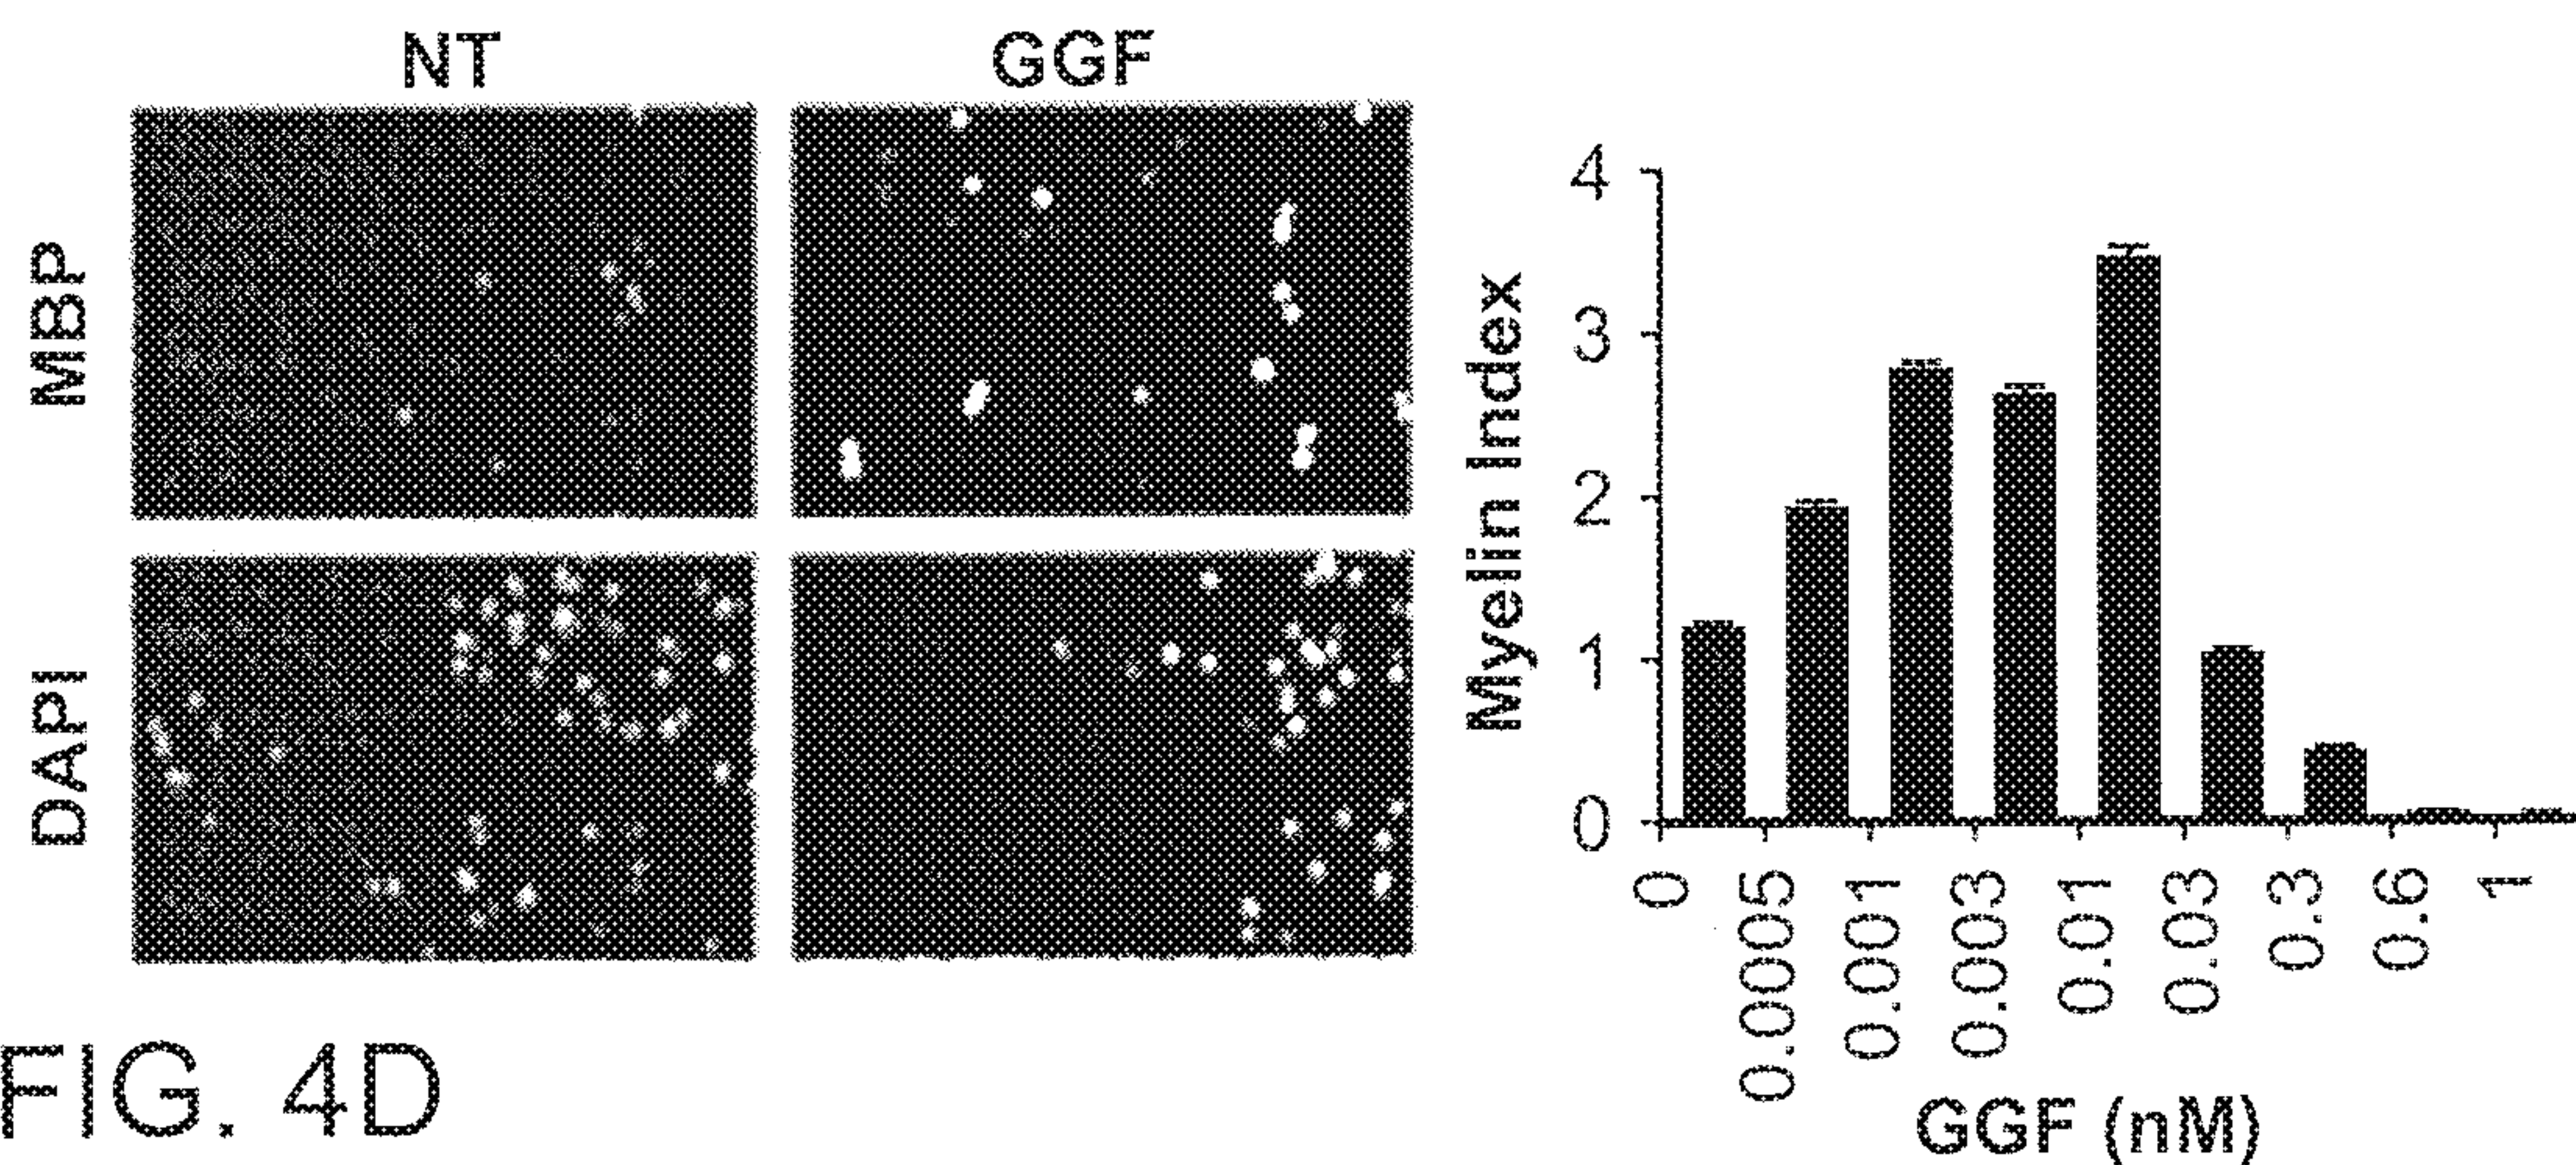 NT
GGF
MBP
DAPI
Myelin Index
4
3
2
1
0
0
0.0005
0.001
0.003
0.01
0.03
0.3
0.6
1
GGF (nM)
FIG. 4D